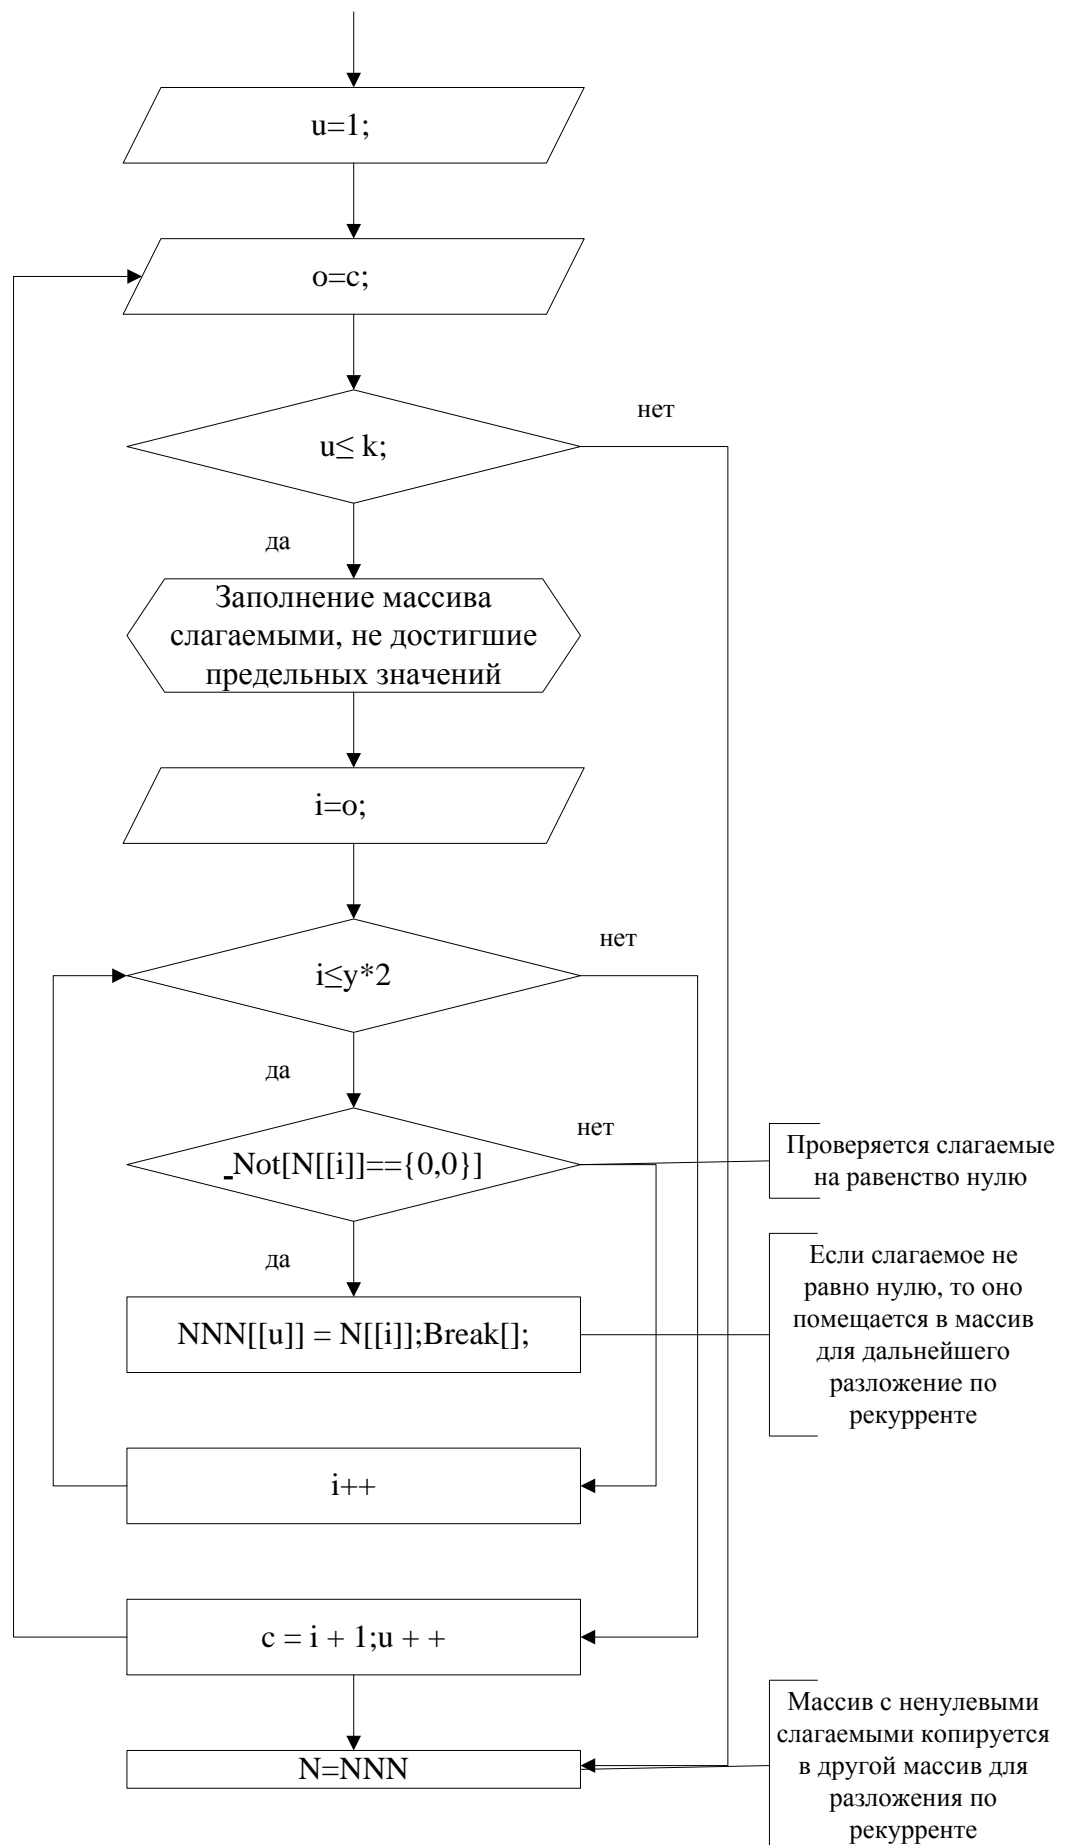 u=1;
o=c;
u≤ k;
нет
да
Заполнение массива
слагаемыми, не достигшие
предельных значений
i=o;
i≤y*2
нет
да
_Not[N[[i]]=={0,0}]
нет
Проверяется слагаемые
на равенство нулю
да
NNN[[u]] = N[[i]];Break[];
Если слагаемое не
равно нулю, то оно
помещается в массив
для дальнейшего
разложение по
рекурренте
i++
c = i + 1;u + +
N=NNN
Массив с ненулевыми
слагаемыми копируется
в другой массив для
разложения по
рекурренте